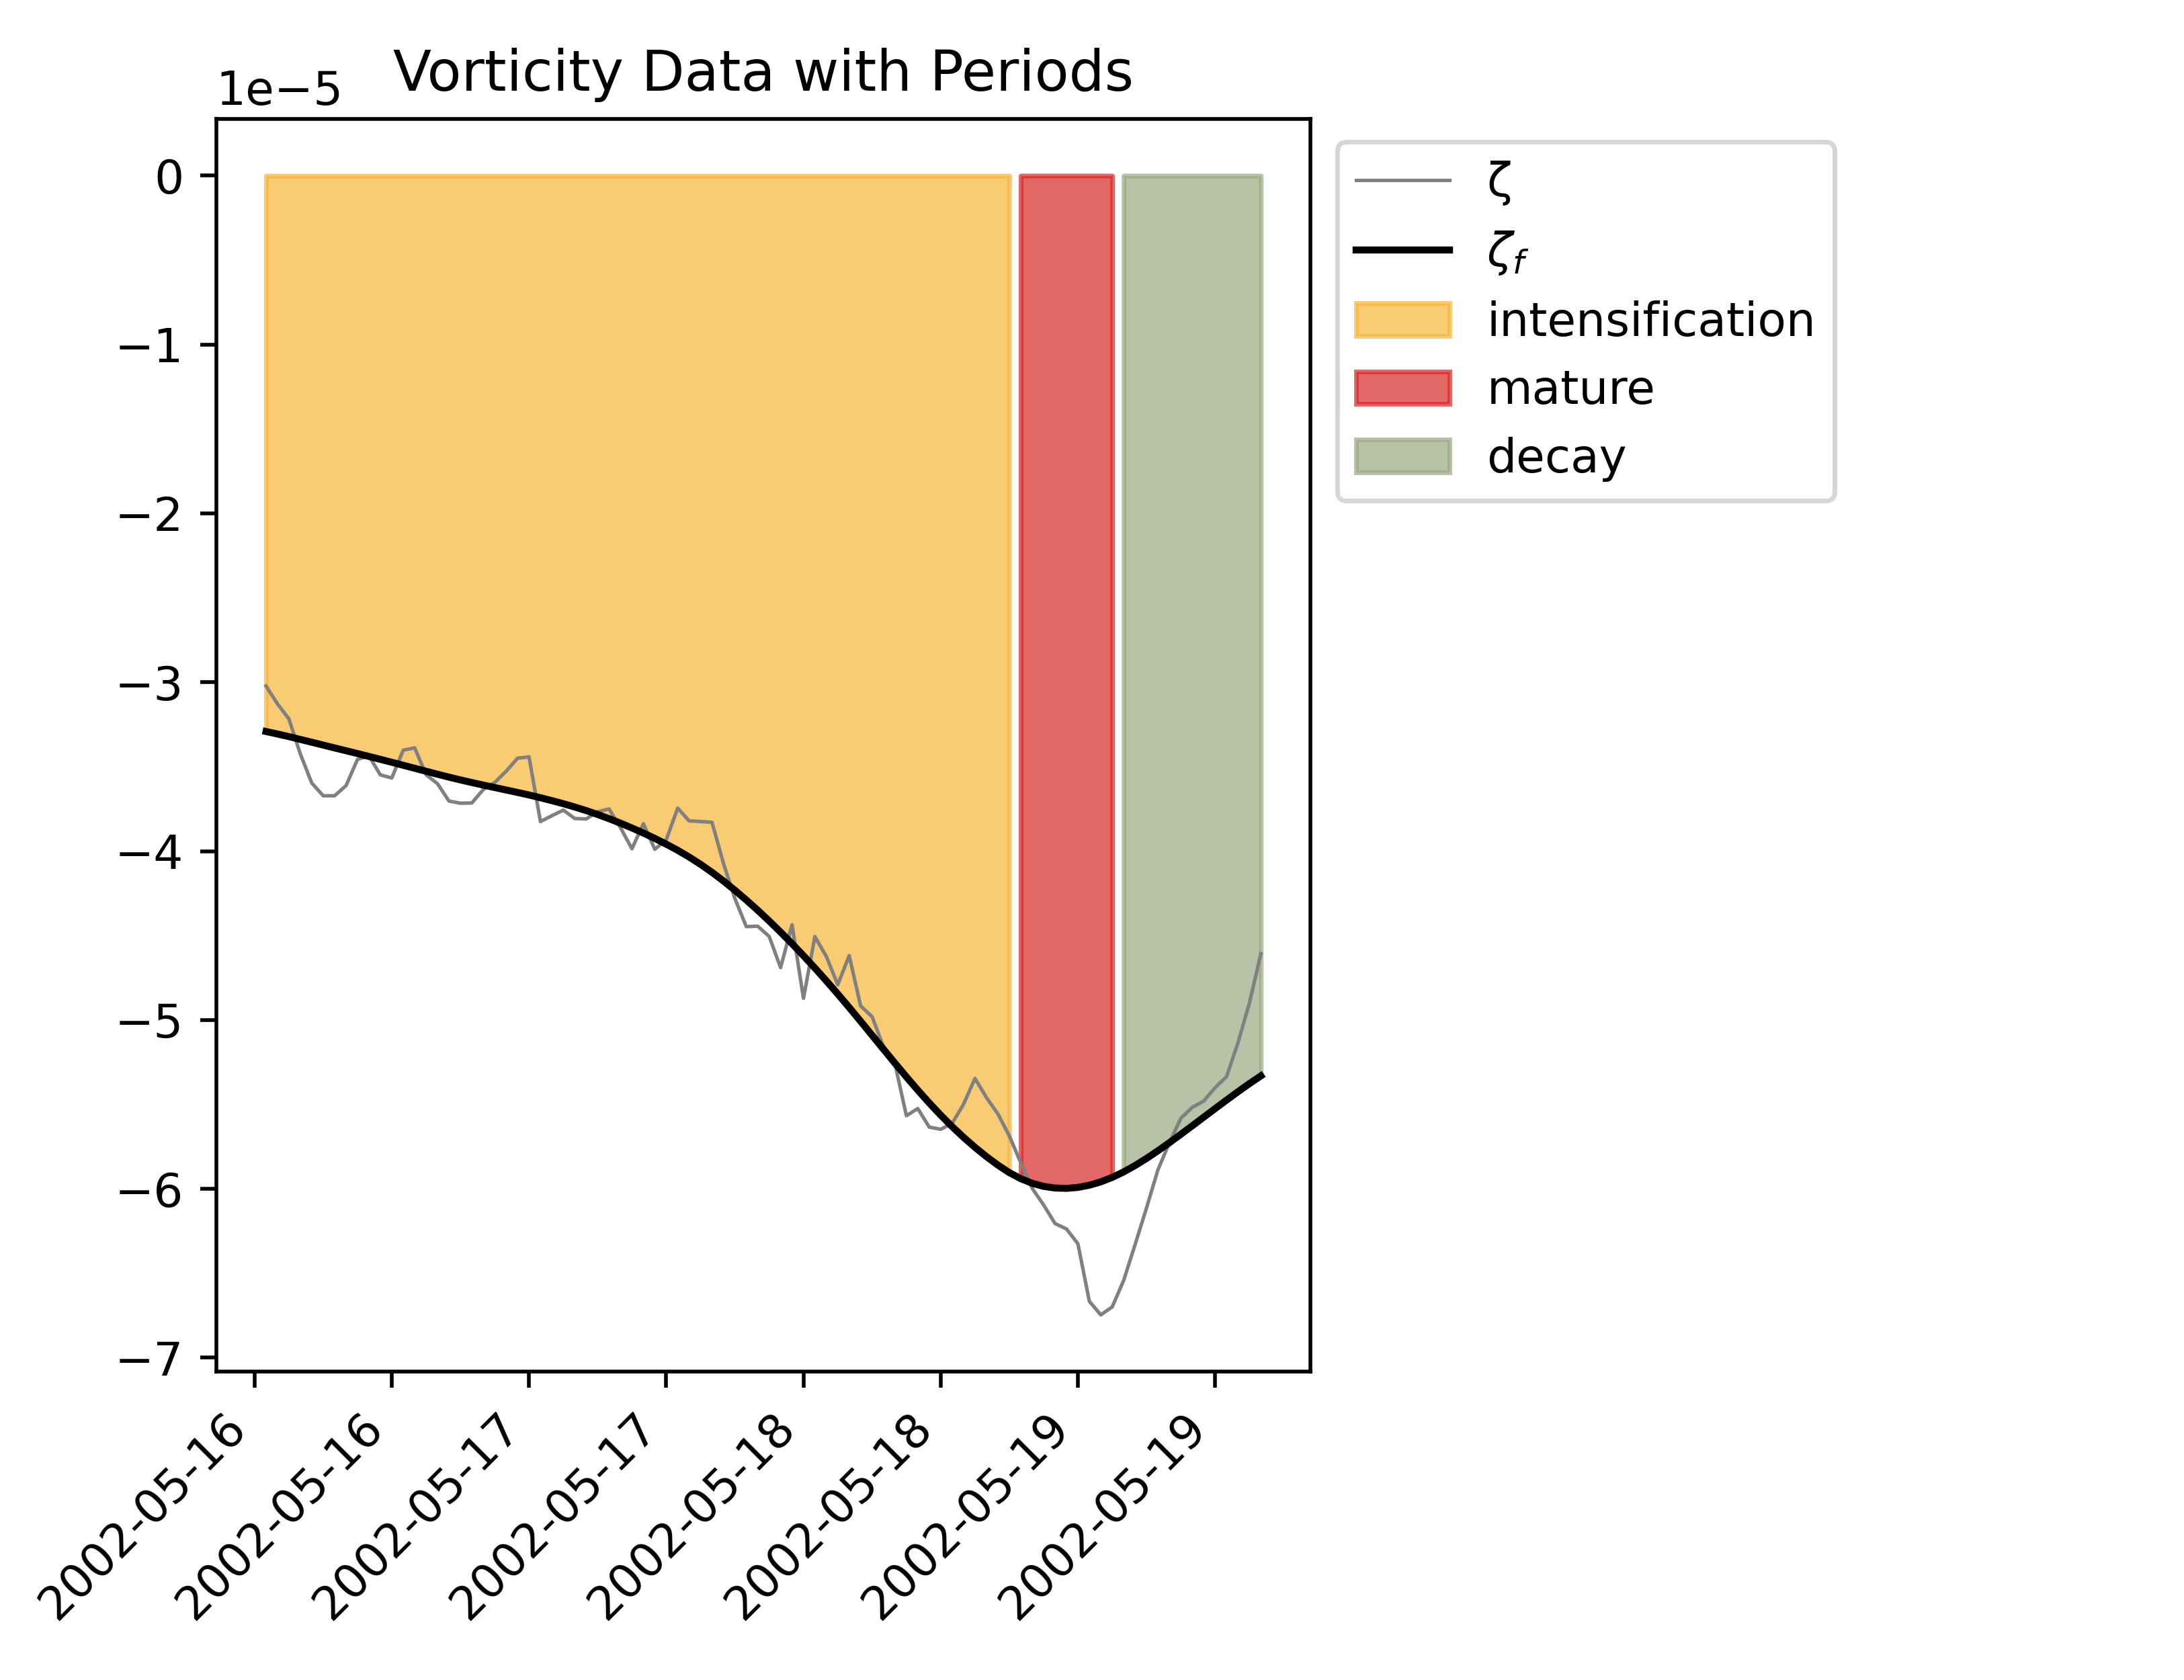 Vorticity Data with Periods
1e−5
0
−1
−2
−3
−4
−5
−6
−7
2002-05-16
2002-05-16
2002-05-17
2002-05-17
2002-05-18
2002-05-18
2002-05-19
2002-05-19
ζ
ζ_f
intensification
mature
decay